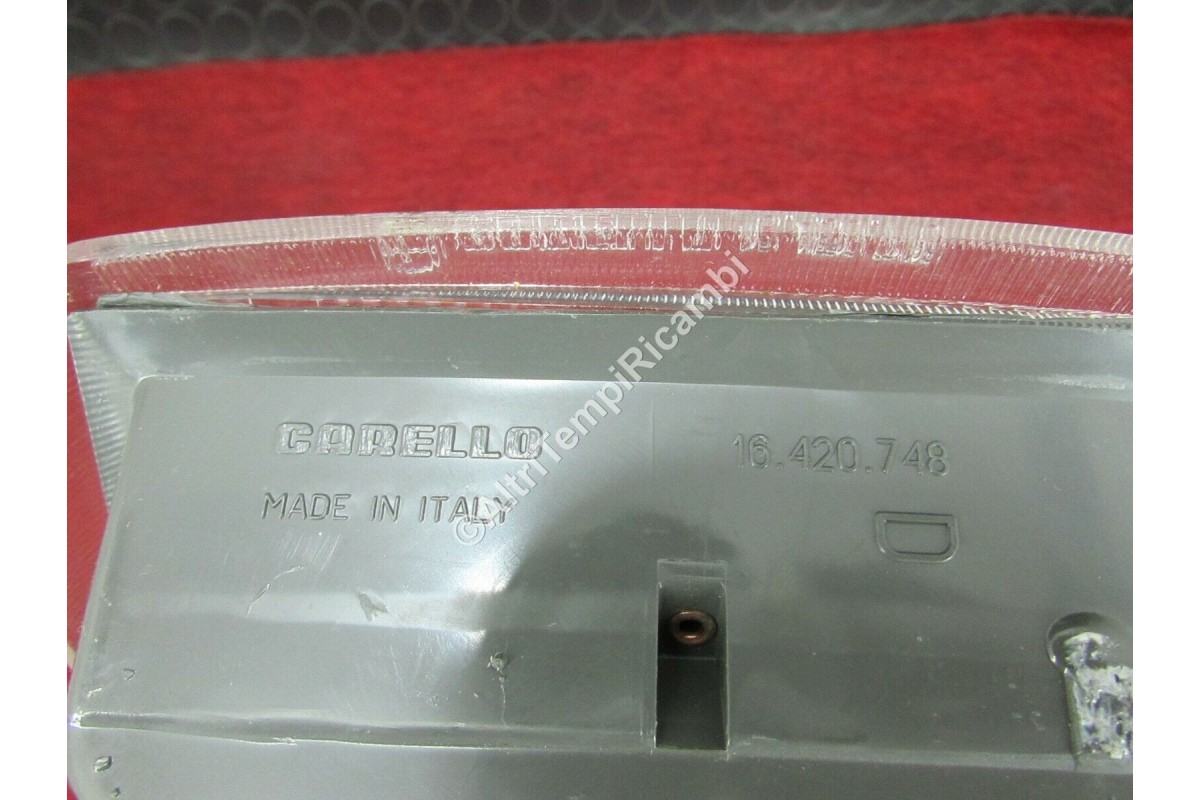 CARELLO
MADE IN ITALY
16.420.748
D
©AltriTempiRicambi